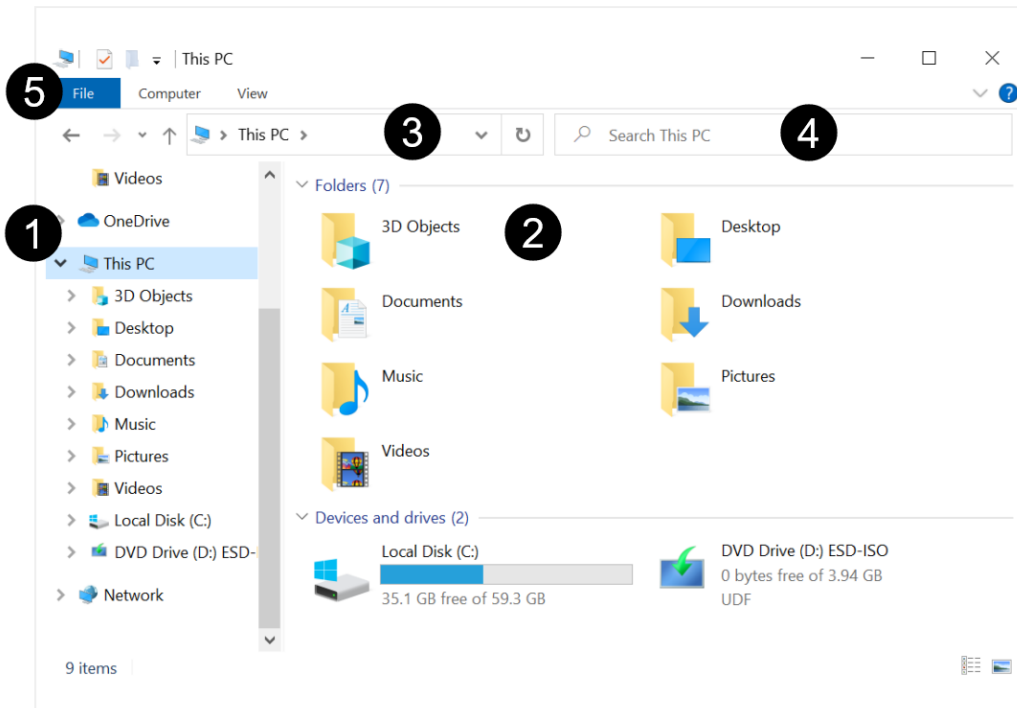 This PC
5
File
Computer
View
?
This PC
3
Search This PC
4
Videos
OneDrive
1
This PC
3D Objects
Desktop
Documents
Downloads
Music
Pictures
Videos
Local Disk (C:)
DVD Drive (D:) ESD-
Network
Folders (7)
3D Objects
2
Desktop
Documents
Downloads
Music
Pictures
Videos
Devices and drives (2)
Local Disk (C:)
35.1 GB free of 59.3 GB
DVD Drive (D:) ESD-ISO
0 bytes free of 3.94 GB
UDF
9 items